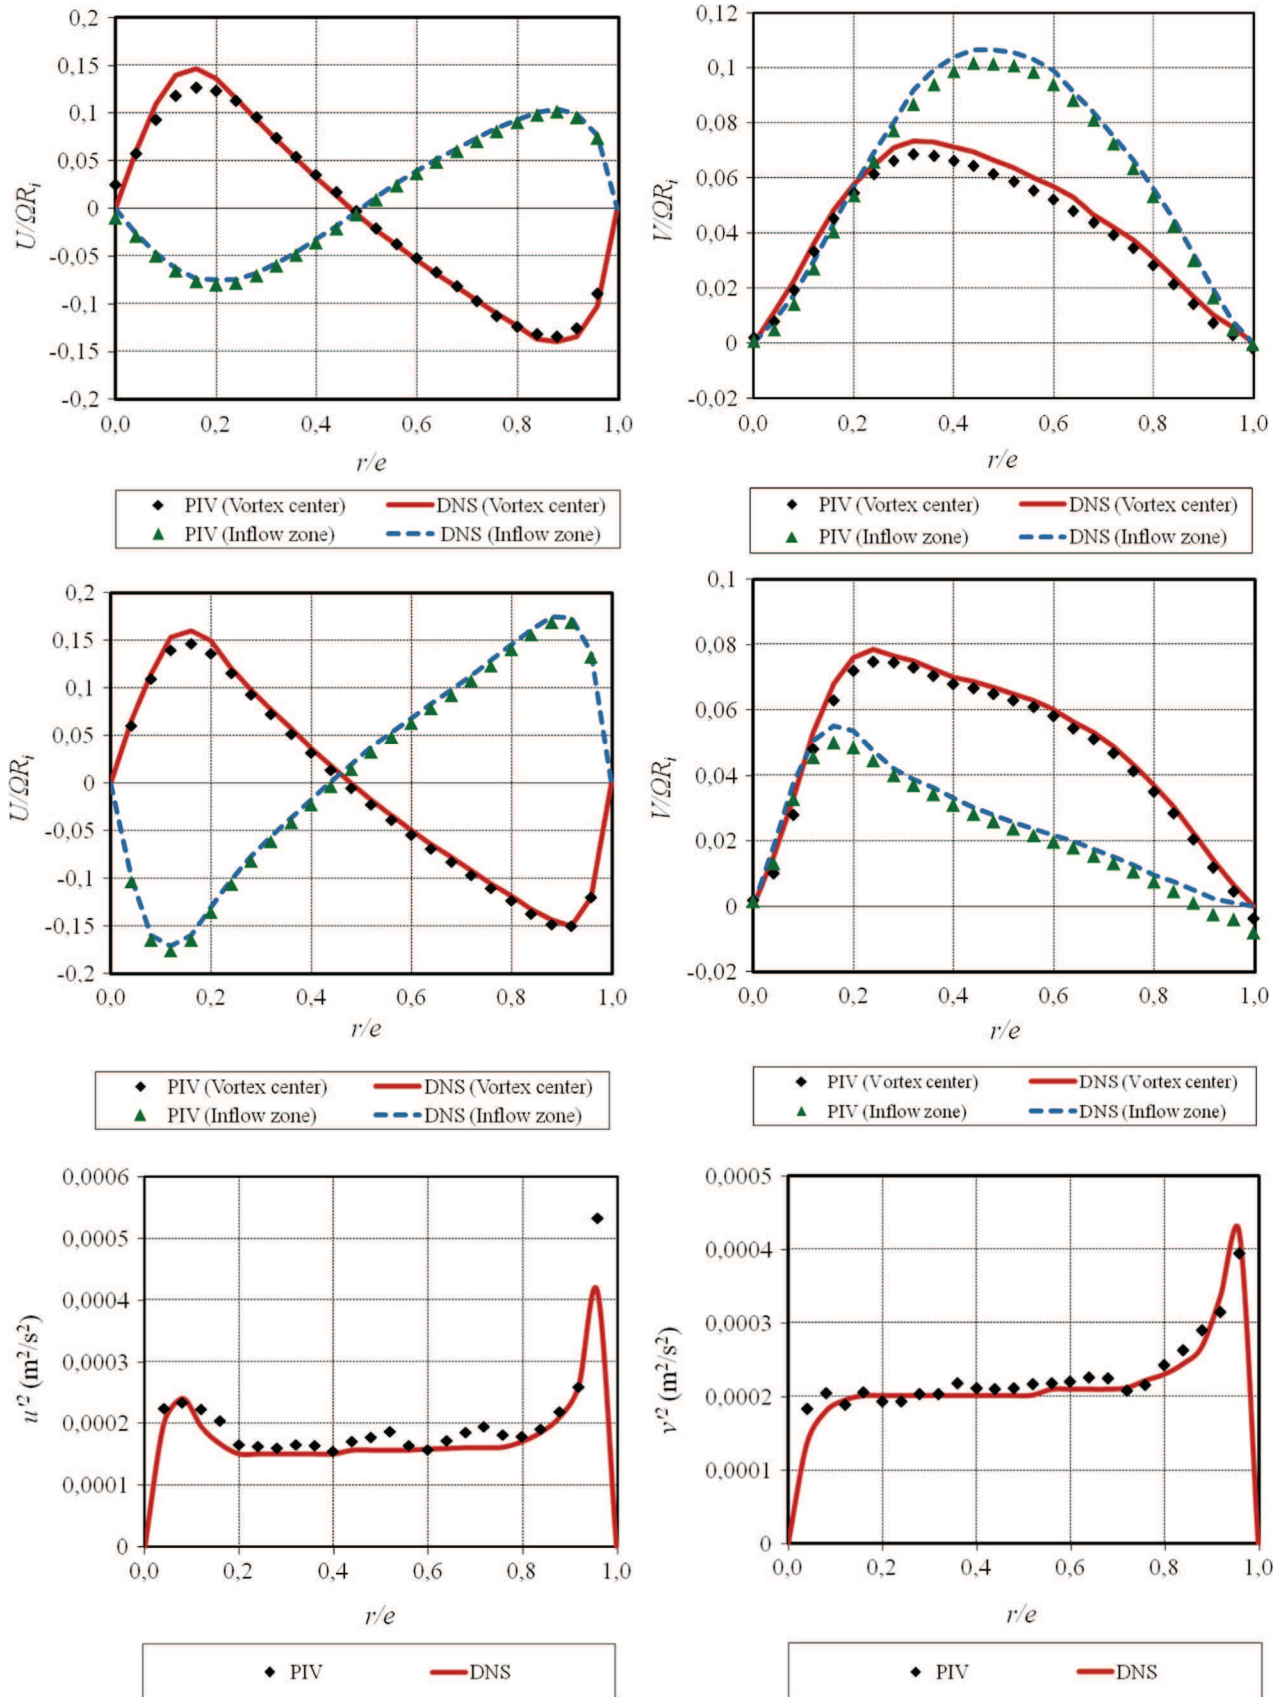 0,2
0,15
0,1
0,05
0
-0,05
-0,1
-0,15
-0,2
U/ΩRi
0,0 0,2 0,4 0,6 0,8 1,0
r/e
PIV (Vortex center) DNS (Vortex center)
PIV (Inflow zone) DNS (Inflow zone)
0,12
0,1
0,08
0,06
0,04
0,02
0
-0,02
V/ΩRi
0,0 0,2 0,4 0,6 0,8 1,0
r/e
PIV (Vortex center) DNS (Vortex center)
PIV (Inflow zone) DNS (Inflow zone)
0,2
0,15
0,1
0,05
0
-0,05
-0,1
-0,15
-0,2
U/ΩRi
0,0 0,2 0,4 0,6 0,8 1,0
r/e
PIV (Vortex center) DNS (Vortex center)
PIV (Inflow zone) DNS (Inflow zone)
0,1
0,08
0,06
0,04
0,02
0
-0,02
V/ΩRi
0,0 0,2 0,4 0,6 0,8 1,0
r/e
PIV (Vortex center) DNS (Vortex center)
PIV (Inflow zone) DNS (Inflow zone)
0,0006
0,0005
0,0004
0,0003
0,0002
0,0001
0
u'² (m²/s²)
0,0 0,2 0,4 0,6 0,8 1,0
r/e
PIV DNS
0,0005
0,0004
0,0003
0,0002
0,0001
0
v'² (m²/s²)
0,0 0,2 0,4 0,6 0,8 1,0
r/e
PIV DNS